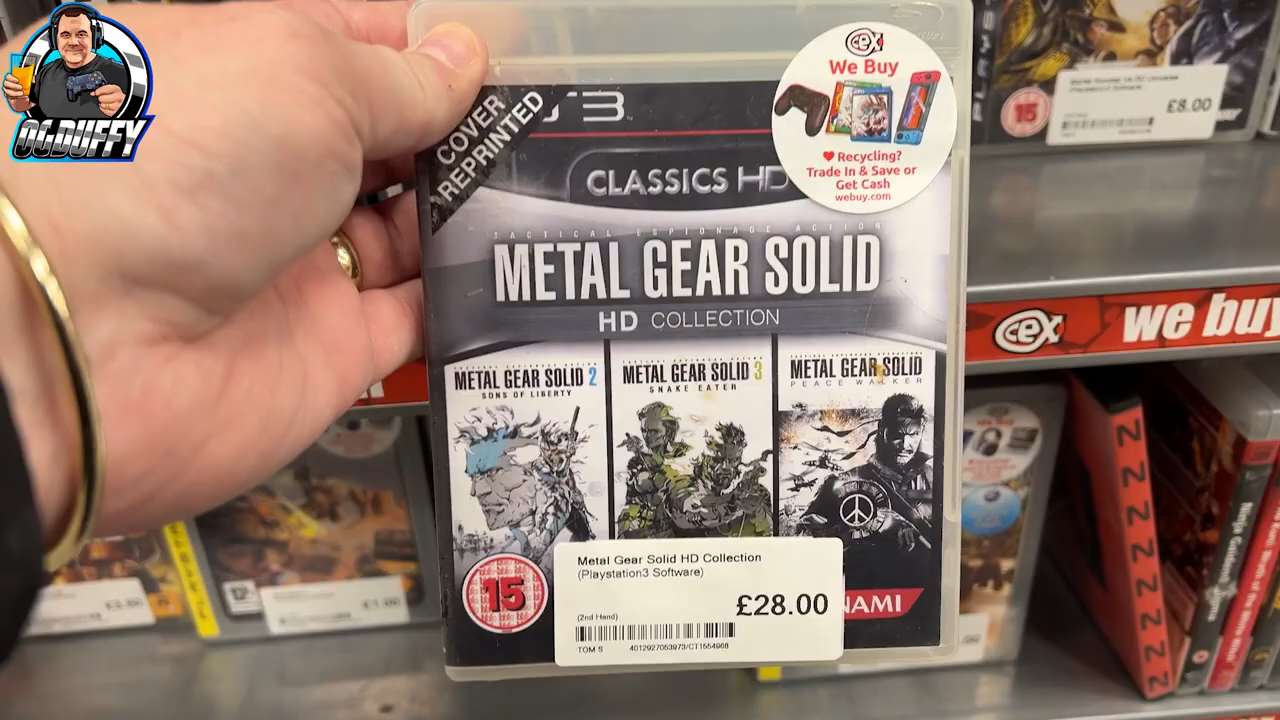 OGDUFFY
COVER
REPRINTED
PS3
CLASSICS HD
TACTICAL ESPIONAGE ACTION
METAL GEAR SOLID
HD COLLECTION
METAL GEAR SOLID 2
SONS OF LIBERTY
METAL GEAR SOLID 3
SNAKE EATER
METAL GEAR SOLID
PEACE WALKER
15
Metal Gear Solid HD Collection
(Playstation3 Software)
£28.00
(2nd Hand)
TOM S 4012927053973/CT1554968
NAMI
cex
We Buy
♥ Recycling?
Trade In & Save or
Get Cash
webuy.com
15
£8.00
cex we buy
£1.00
12